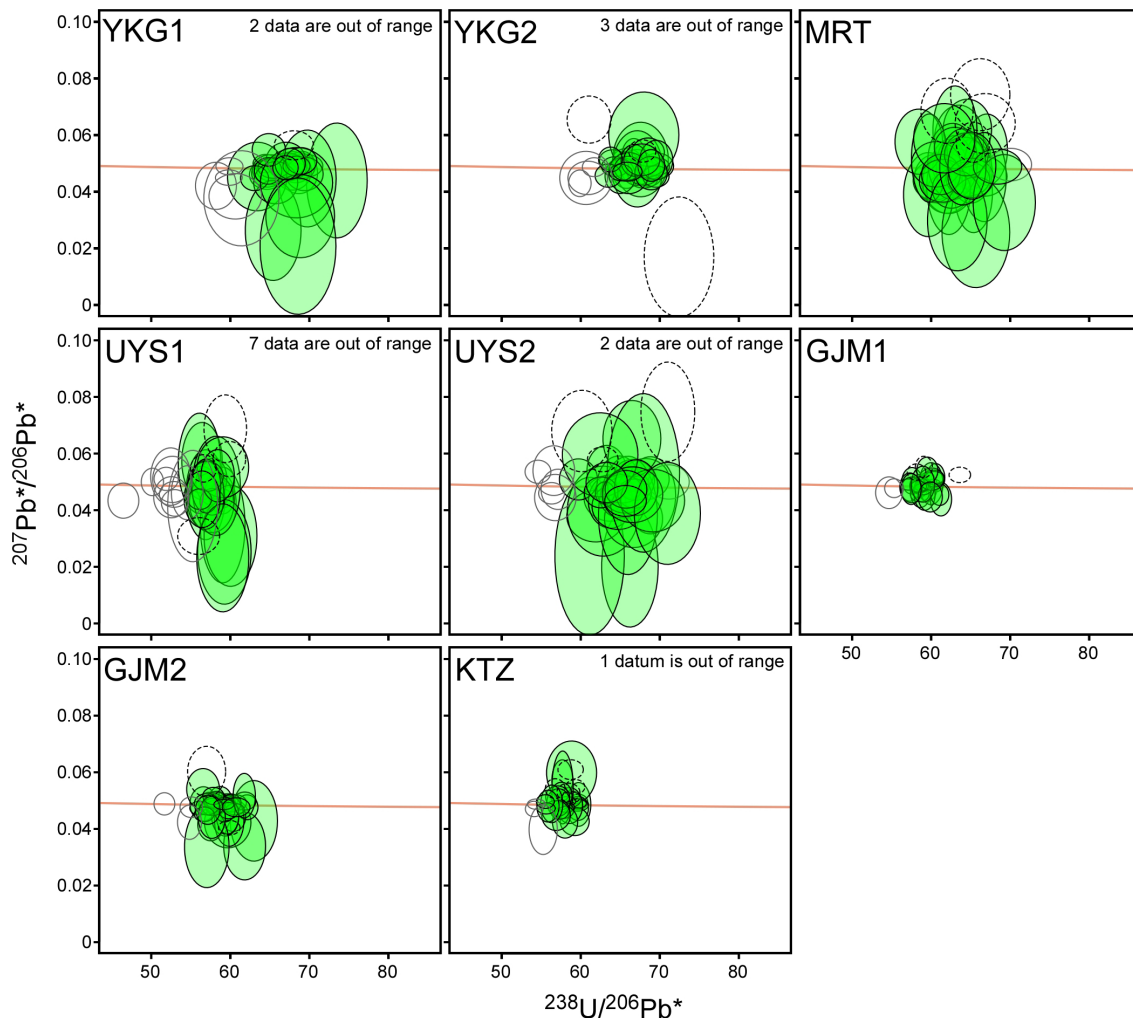 0.10 YKG1 2 data are out of range YKG2 3 data are out of range MRT
0.08
0.06
0.04
0.02
0
0.10 UYS1 7 data are out of range UYS2 2 data are out of range GJM1
0.08
0.06
0.04
0.02
0
50 60 70 80
0.10 GJM2 KTZ 1 datum is out of range
0.08
0.06
0.04
0.02
0
50 60 70 80 50 60 70 80
²⁰⁷Pb*/²⁰⁶Pb*
²³⁸U/²⁰⁶Pb*